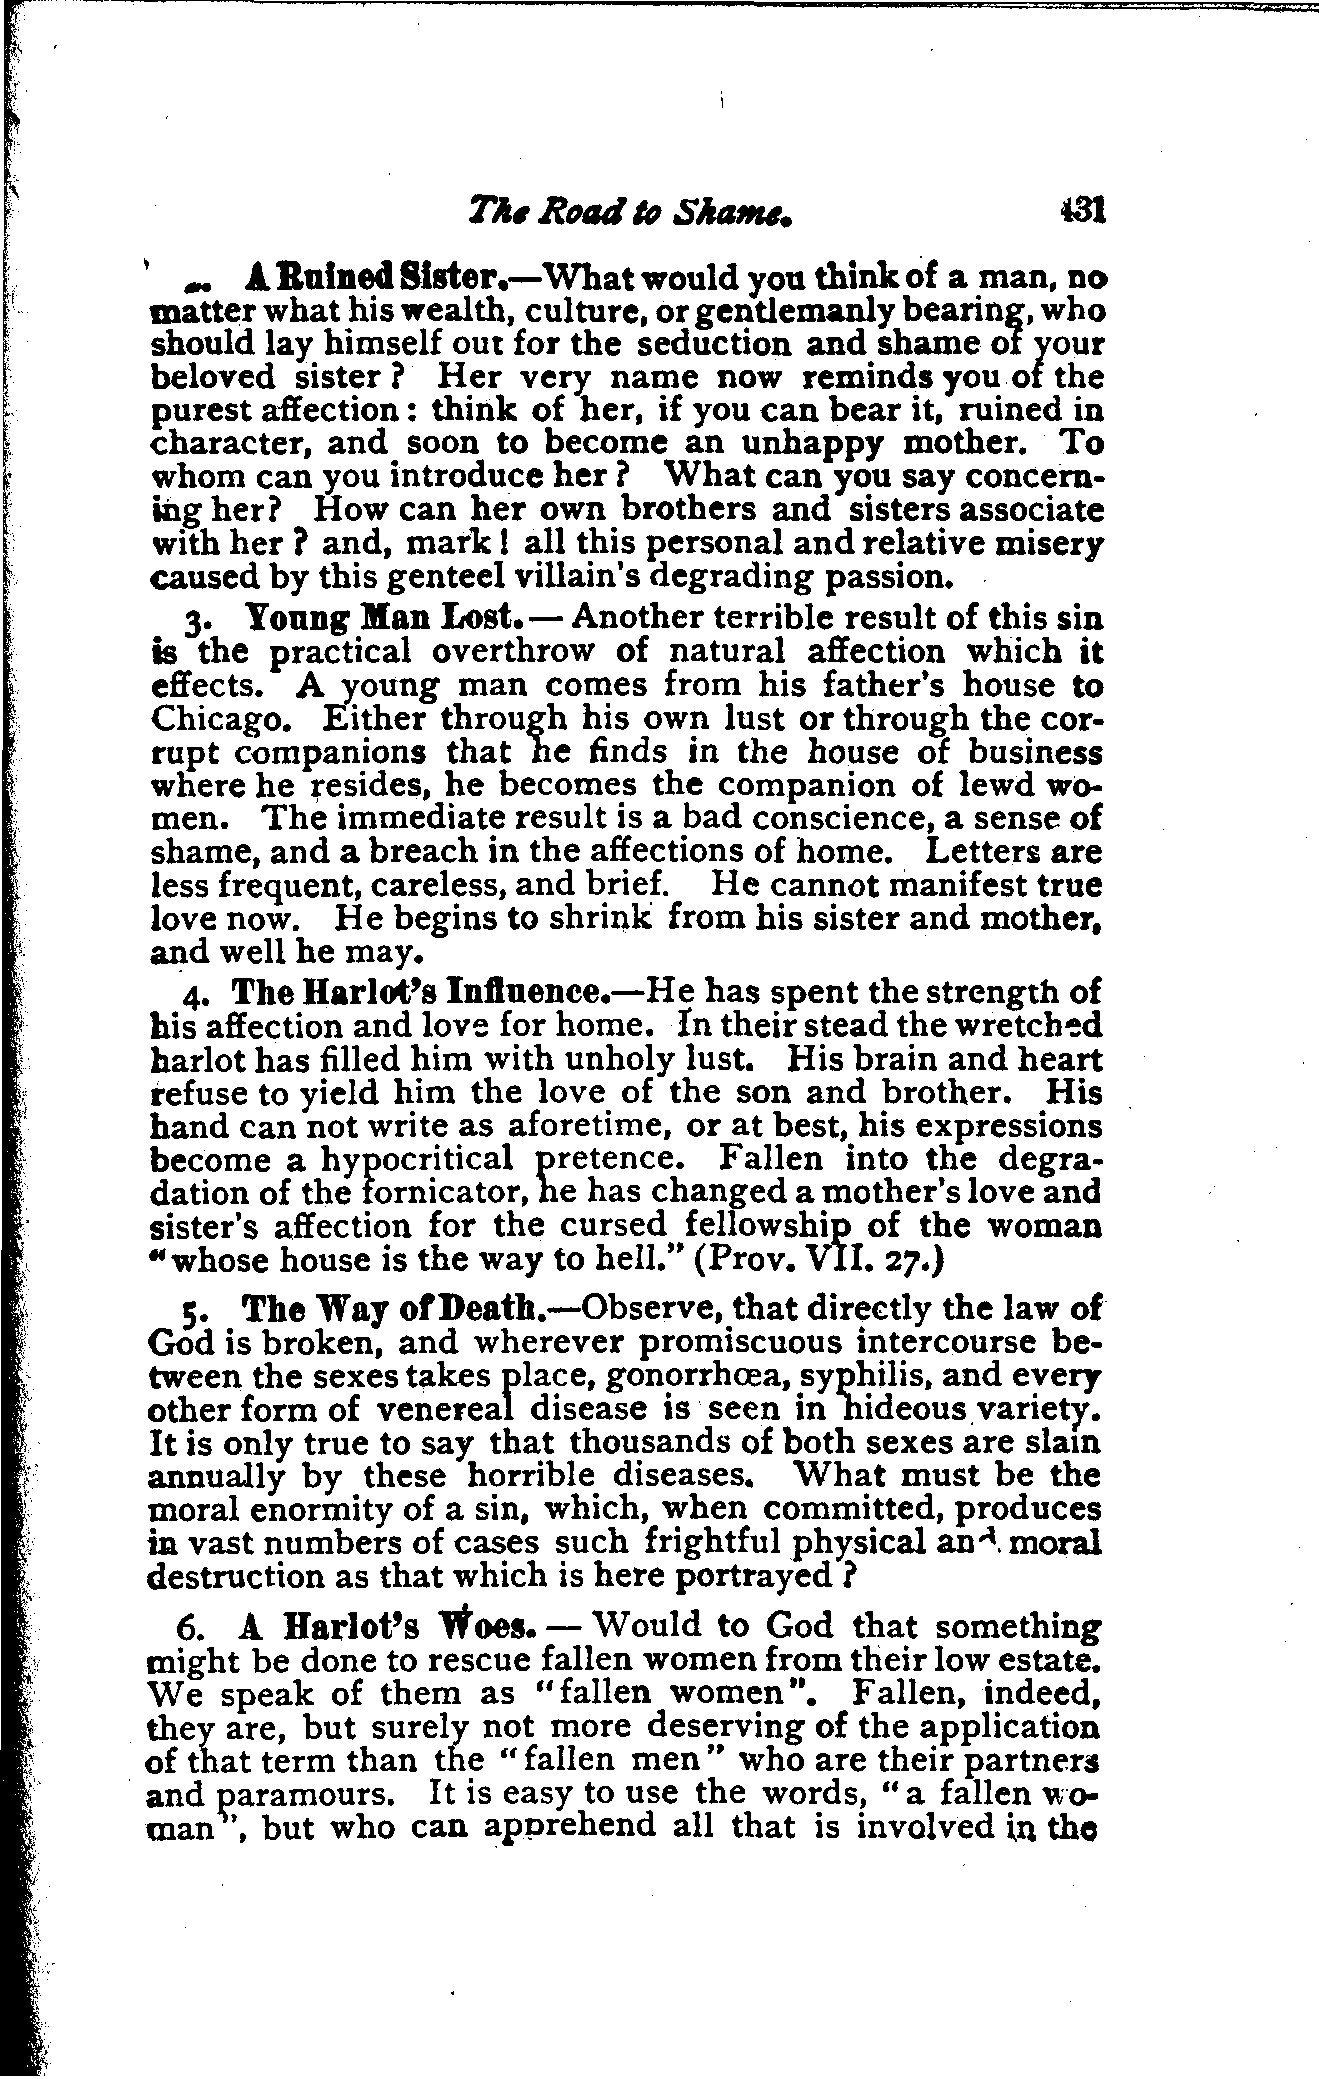 The Road to Shame. 431
A Ruined Sister.—What would you think of a man, no
matter what his wealth, culture, or gentlemanly bearing, who
should lay himself out for the seduction and shame of your
beloved sister? Her very name now reminds you of the
purest affection: think of her, if you can bear it, ruined in
character, and soon to become an unhappy mother. To
whom can you introduce her? What can you say concern-
ing her? How can her own brothers and sisters associate
with her? and, mark! all this personal and relative misery
caused by this genteel villain's degrading passion.
3. Young Man Lost.—Another terrible result of this sin
is the practical overthrow of natural affection which it
effects. A young man comes from his father's house to
Chicago. Either through his own lust or through the cor-
rupt companions that he finds in the house of business
where he resides, he becomes the companion of lewd wo-
men. The immediate result is a bad conscience, a sense of
shame, and a breach in the affections of home. Letters are
less frequent, careless, and brief. He cannot manifest true
love now. He begins to shrink from his sister and mother,
and well he may.
4. The Harlot's Influence.—He has spent the strength of
his affection and love for home. In their stead the wretched
harlot has filled him with unholy lust. His brain and heart
refuse to yield him the love of the son and brother. His
hand can not write as aforetime, or at best, his expressions
become a hypocritical pretence. Fallen into the degra-
dation of the fornicator, he has changed a mother's love and
sister's affection for the cursed fellowship of the woman
"whose house is the way to hell." (Prov. VII. 27.)
5. The Way of Death.—Observe, that directly the law of
God is broken, and wherever promiscuous intercourse be-
tween the sexes takes place, gonorrhœa, syphilis, and every
other form of venereal disease is seen in hideous variety.
It is only true to say that thousands of both sexes are slain
annually by these horrible diseases. What must be the
moral enormity of a sin, which, when committed, produces
in vast numbers of cases such frightful physical and moral
destruction as that which is here portrayed?
6. A Harlot's Woes.—Would to God that something
might be done to rescue fallen women from their low estate.
We speak of them as "fallen women". Fallen, indeed,
they are, but surely not more deserving of the application
of that term than the "fallen men" who are their partners
and paramours. It is easy to use the words, "a fallen wo-
man", but who can apprehend all that is involved in the